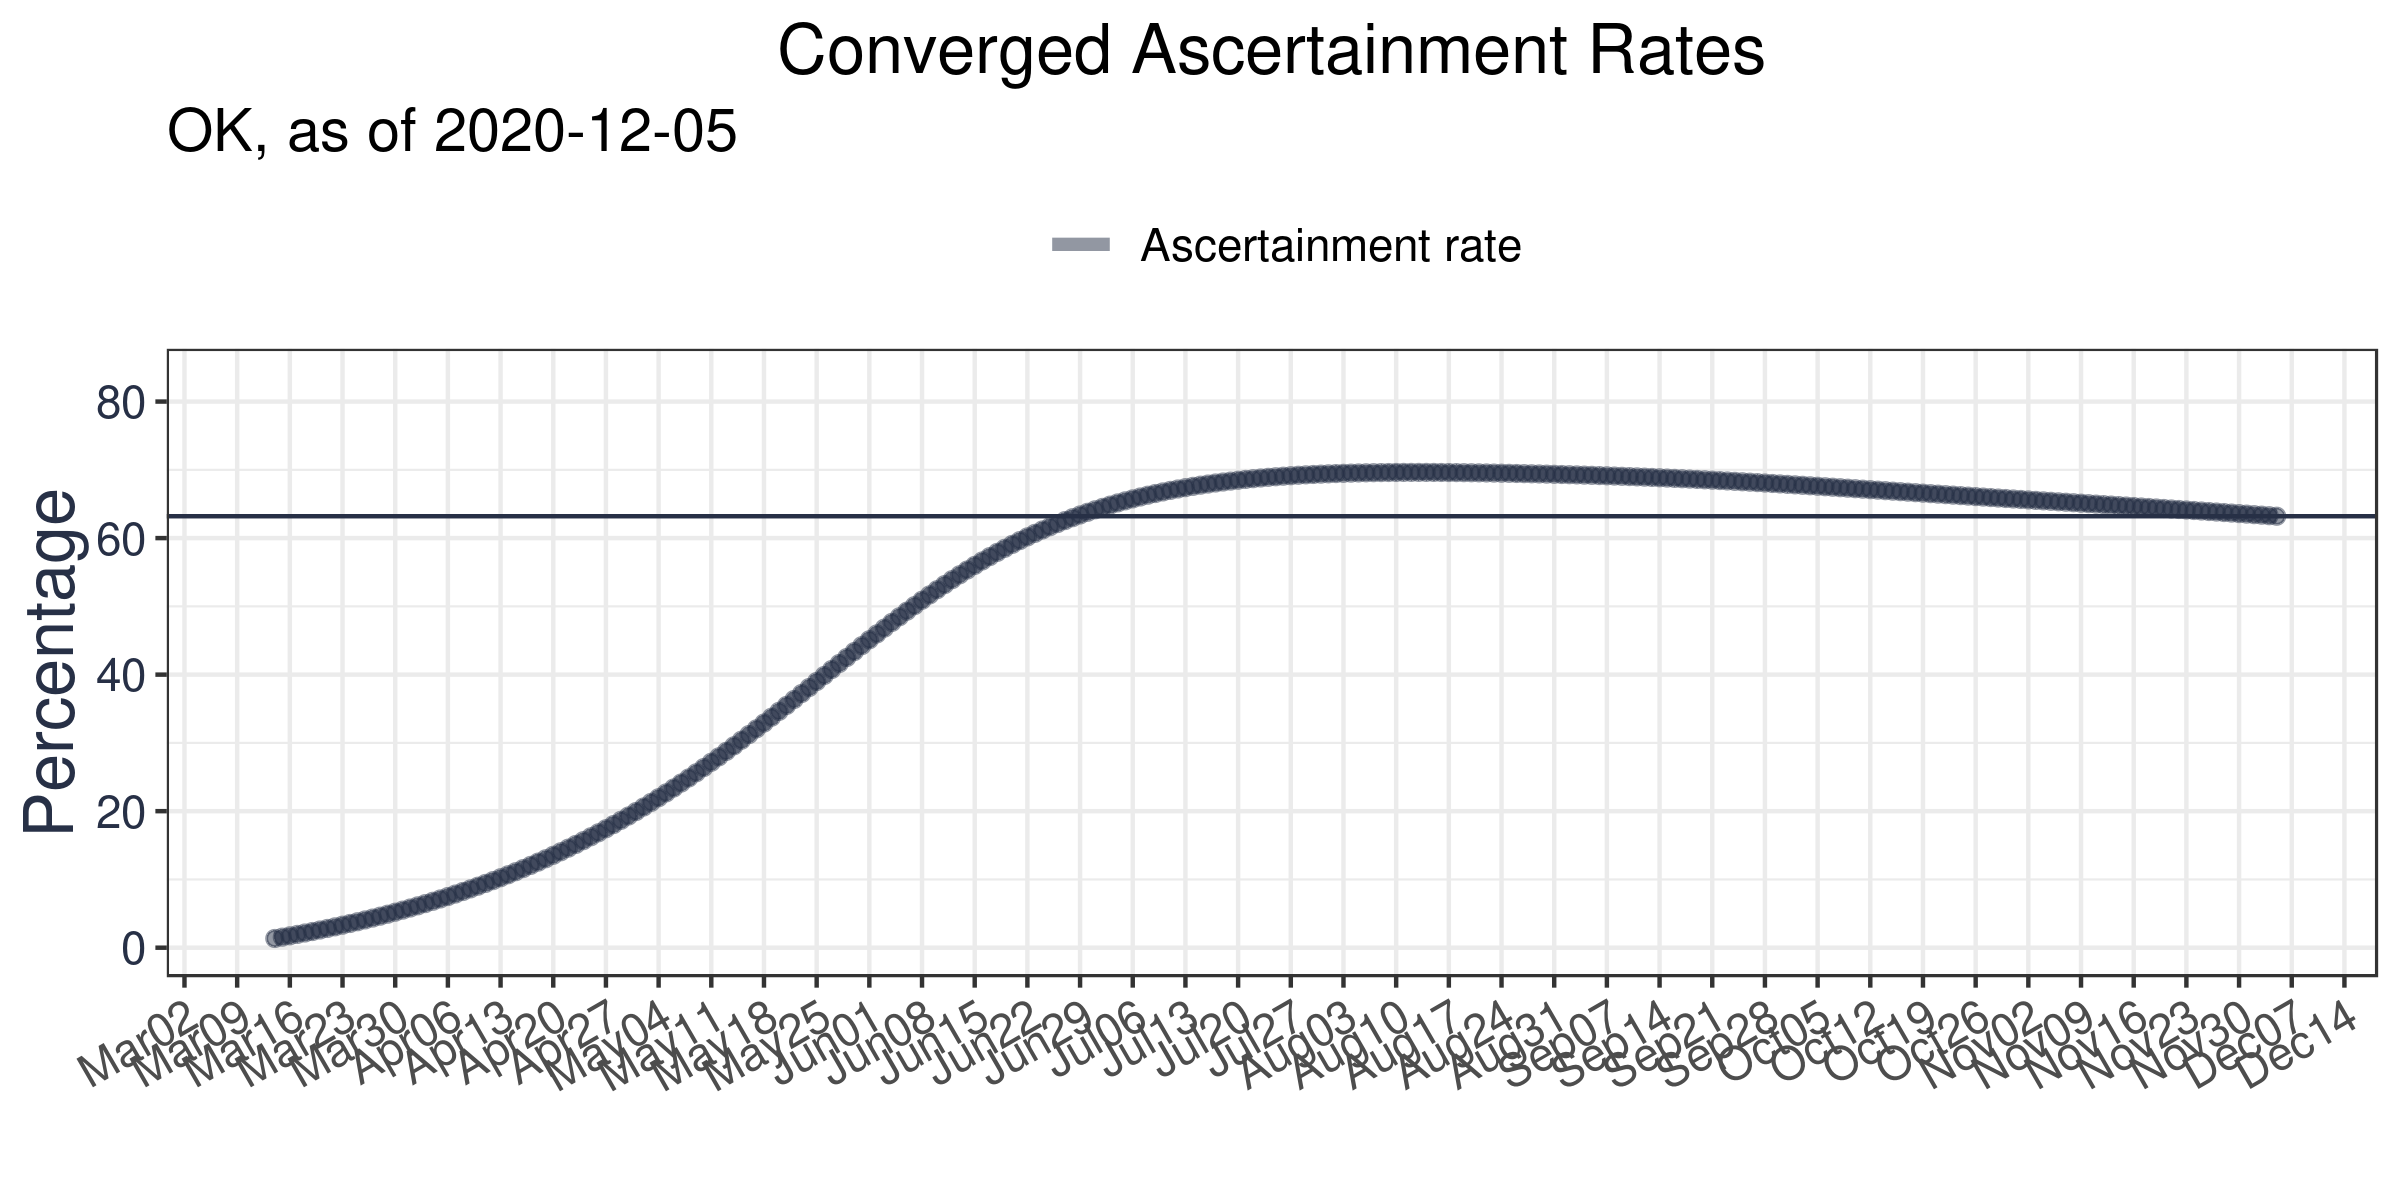 Converged Ascertainment Rates
OK, as of 2020-12-05
Ascertainment rate
Percentage
80
60
40
20
0
Mar02
Mar09
Mar16
Mar23
Mar30
Apr06
Apr13
Apr20
Apr27
May04
May11
May18
May25
Jun01
Jun08
Jun15
Jun22
Jun29
Jul06
Jul13
Jul20
Jul27
Aug03
Aug10
Aug17
Aug24
Aug31
Sep07
Sep14
Sep21
Sep28
Oct05
Oct12
Oct19
Oct26
Nov02
Nov09
Nov16
Nov23
Nov30
Dec07
Dec14